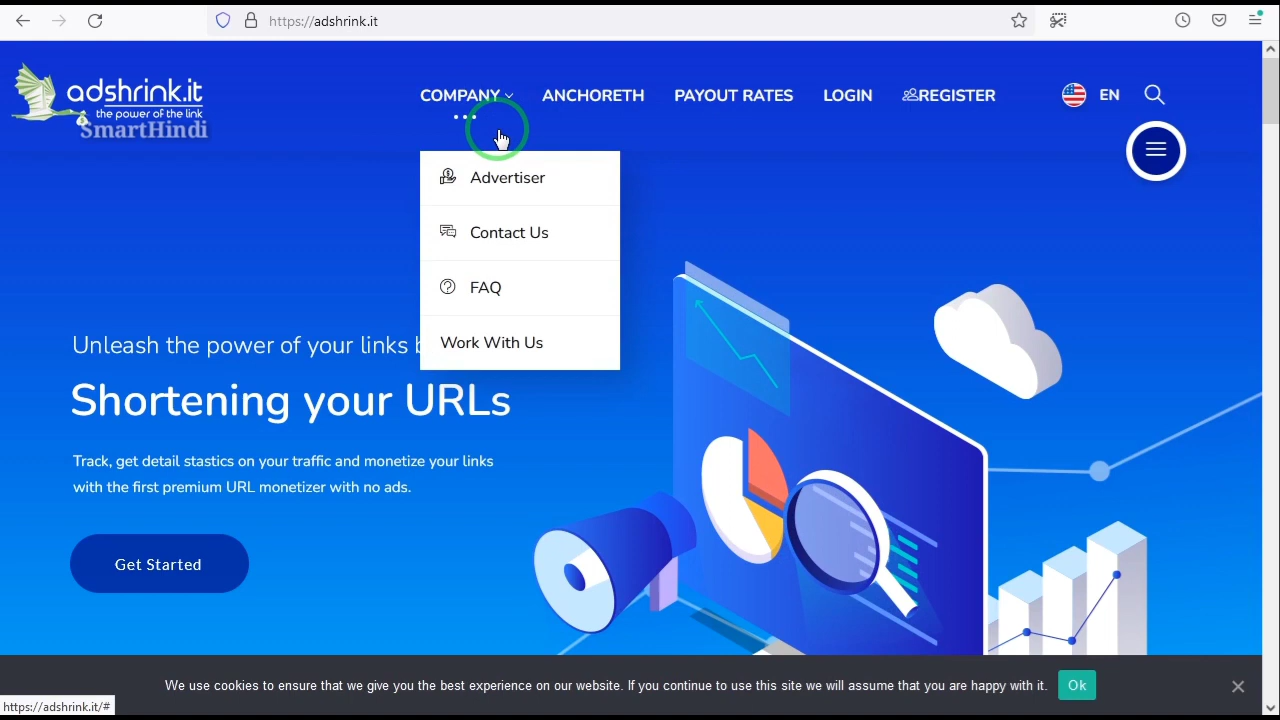 https://adshrink.it
adshrink.it
the power of the link
SmartHindi
COMPANY
ANCHORETH
PAYOUT RATES
LOGIN
REGISTER
EN
Advertiser
Contact Us
FAQ
Work With Us
Unleash the power of your links
Shortening your URLs
Track, get detail stastics on your traffic and monetize your links
with the first premium URL monetizer with no ads.
Get Started
We use cookies to ensure that we give you the best experience on our website. If you continue to use this site we will assume that you are happy with it.
Ok
https://adshrink.it/#